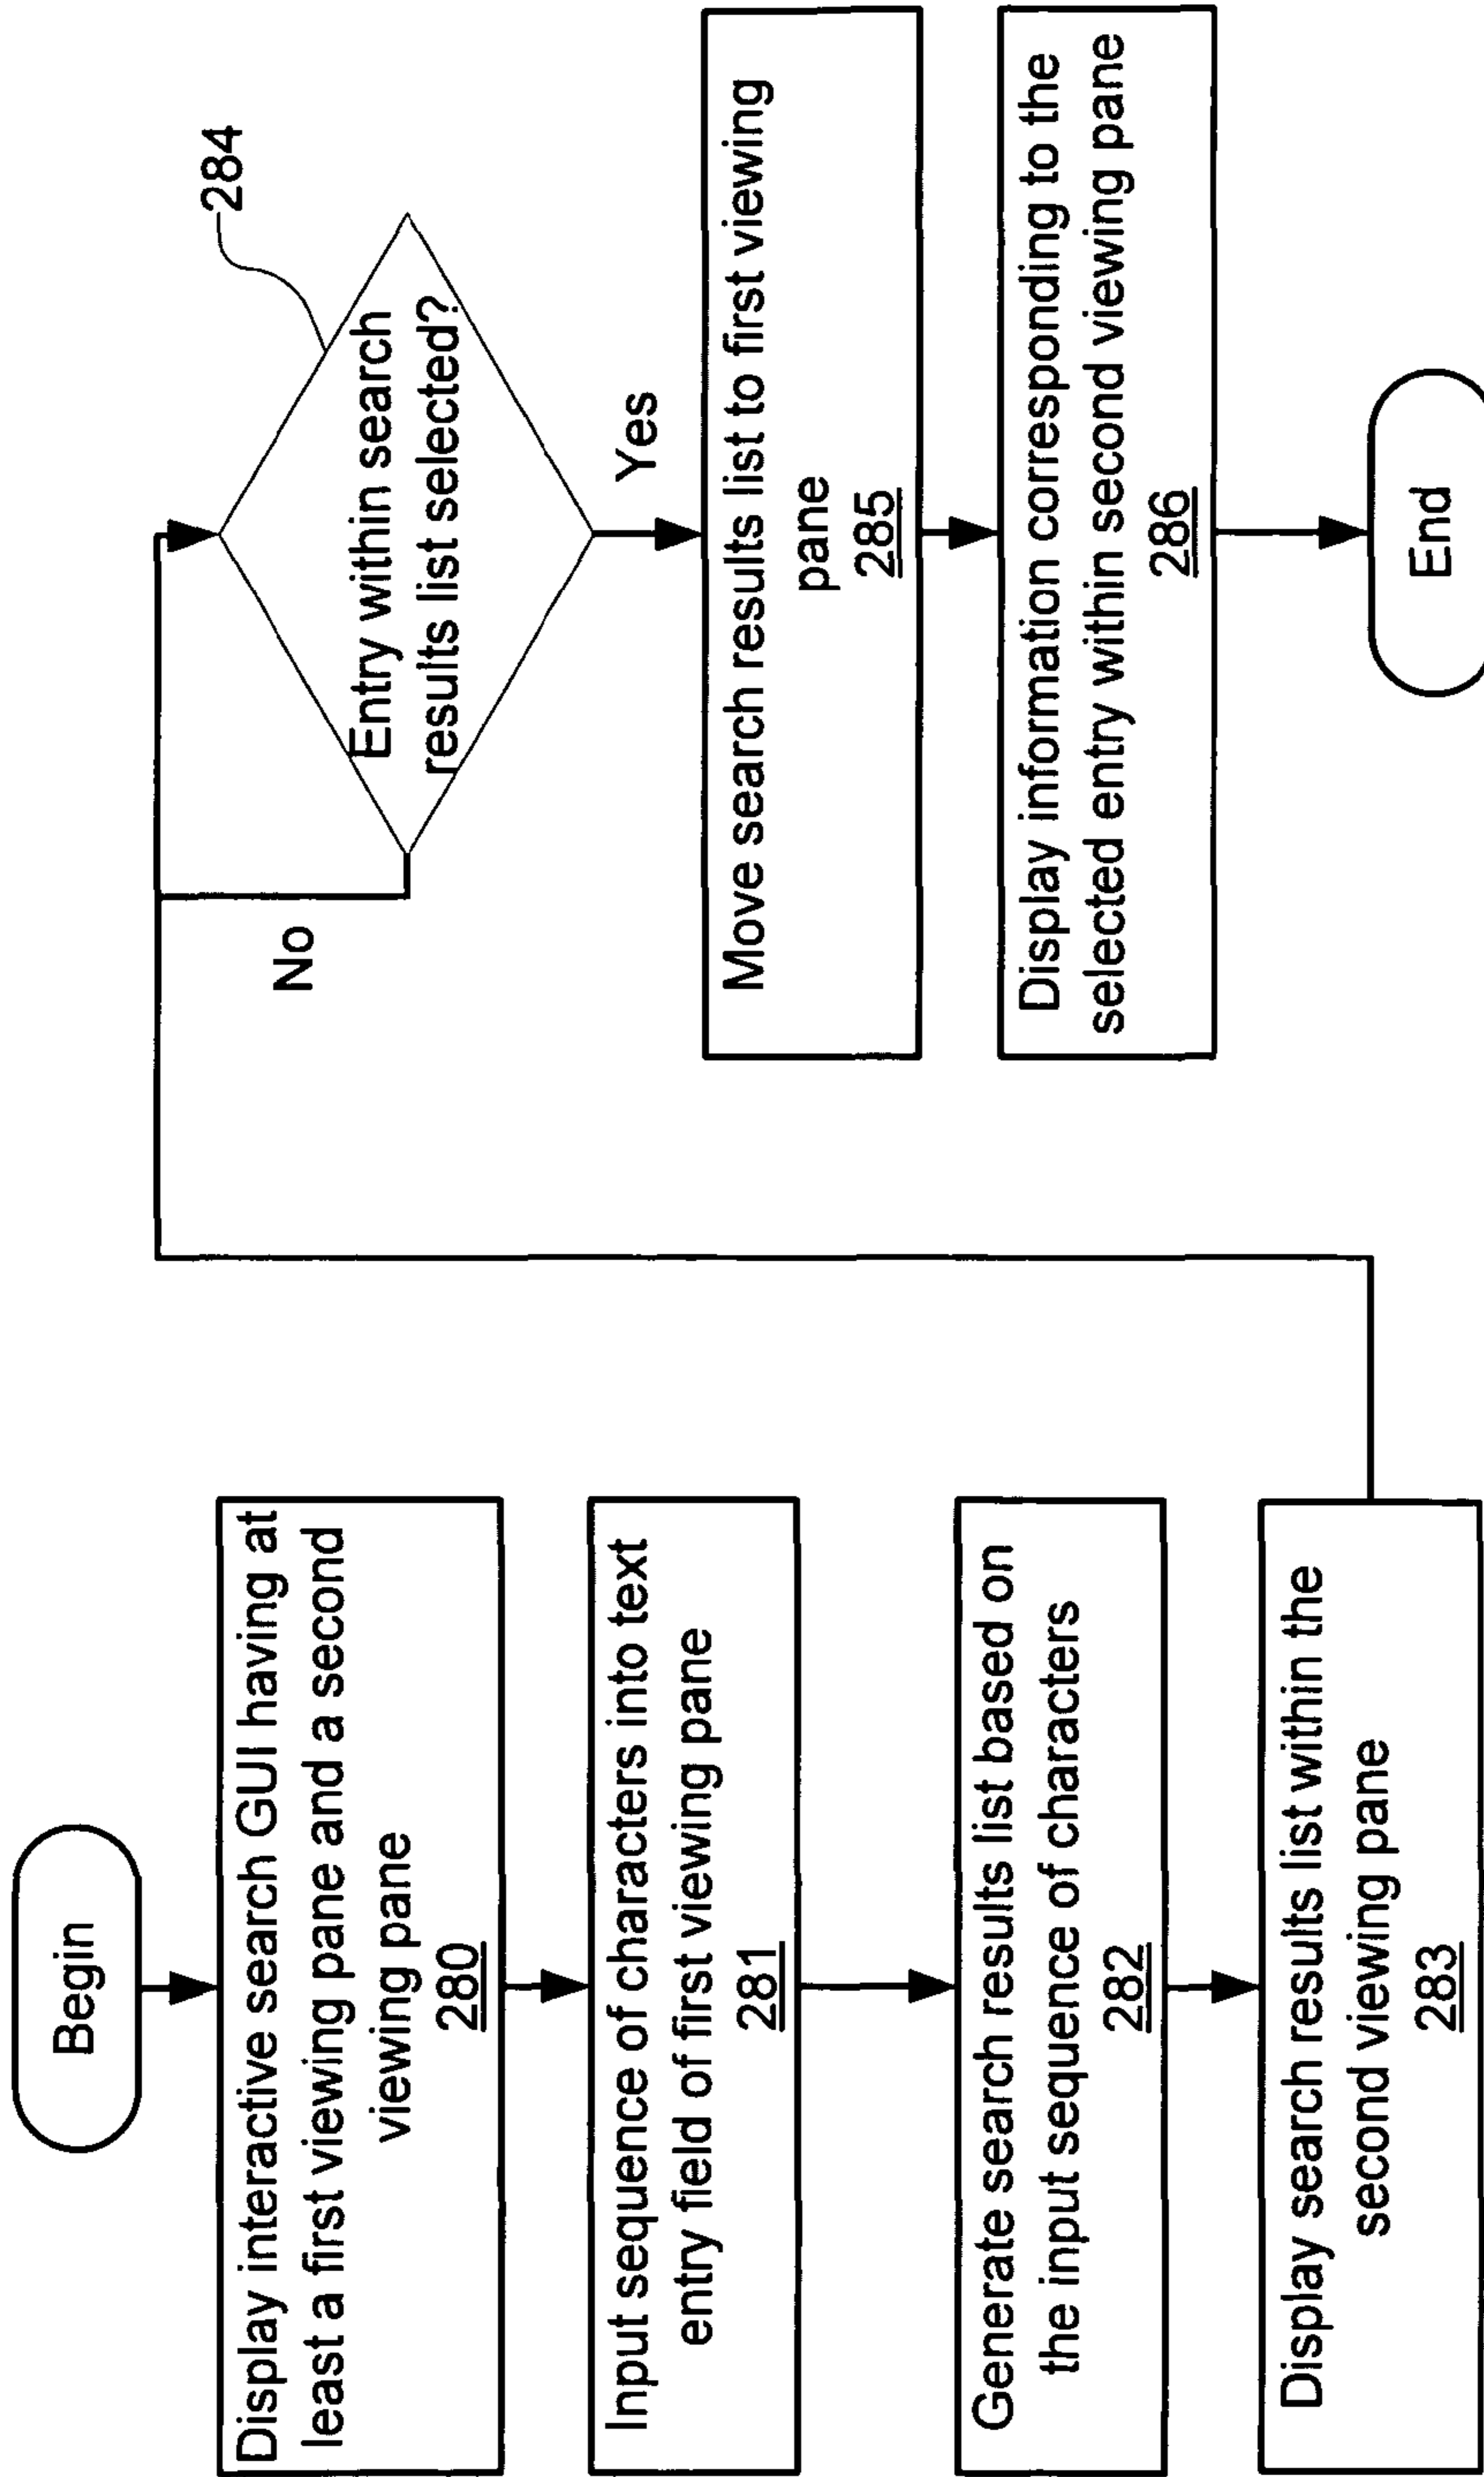 Begin
Display interactive search GUI having at
least a first viewing pane and a second
viewing pane
280
Input sequence of characters into text
entry field of first viewing pane
281
Generate search results list based on
the input sequence of characters
282
Display search results list within the
second viewing pane
283
284
Entry within search
results list selected?
No
Yes
Move search results list to first viewing
pane
285
Display information corresponding to the
selected entry within second viewing pane
286
End